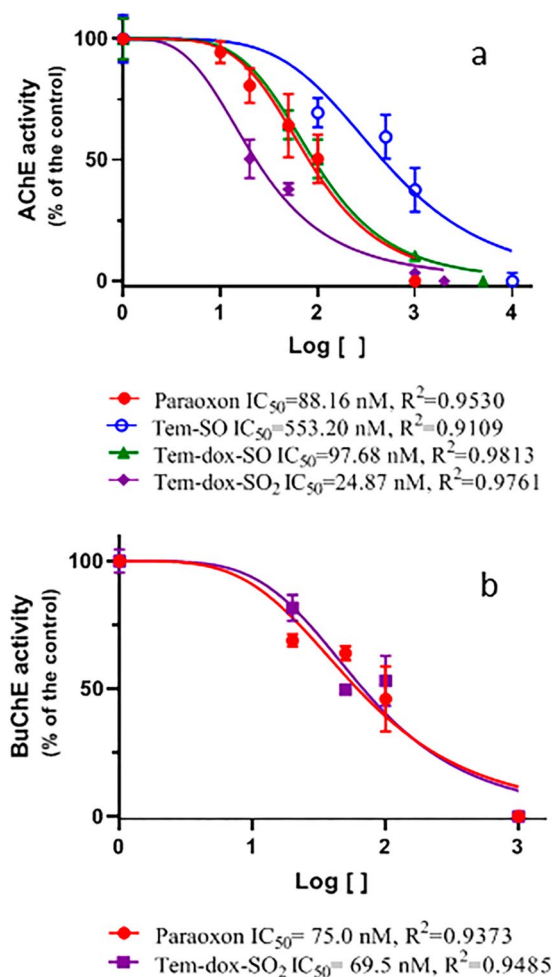 a
AChE activity
(% of the control)
100
50
0
0 1 2 3 4
Log [ ]
Paraoxon IC₅₀=88.16 nM, R²=0.9530
Tem-SO IC₅₀=553.20 nM, R²=0.9109
Tem-dox-SO IC₅₀=97.68 nM, R²=0.9813
Tem-dox-SO₂ IC₅₀=24.87 nM, R²=0.9761
b
BuChE activity
(% of the control)
100
50
0
0 1 2 3
Log [ ]
Paraoxon IC₅₀= 75.0 nM, R²=0.9373
Tem-dox-SO₂ IC₅₀= 69.5 nM, R²=0.9485